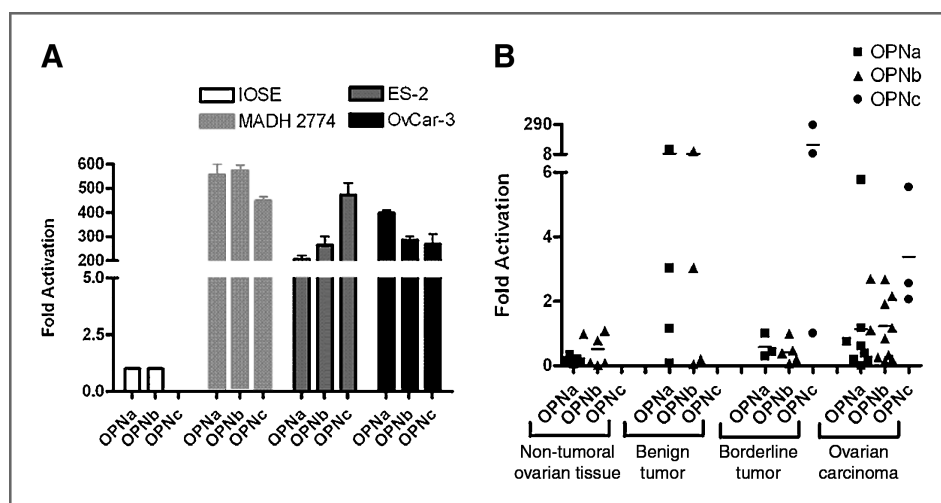 A
IOSE
ES-2
MADH 2774
OvCar-3
Fold Activation
600
500
400
300
200
5.0
2.5
0.0
OPNa
OPNb
OPNc
OPNa
OPNb
OPNc
OPNa
OPNb
OPNc
OPNa
OPNb
OPNc
B
OPNa
OPNb
OPNc
Fold Activation
290
8
6
4
2
0
OPNa
OPNb
OPNc
OPNa
OPNb
OPNc
OPNa
OPNb
OPNc
OPNa
OPNb
OPNc
Non-tumoral
ovarian tissue
Benign
tumor
Borderline
tumor
Ovarian
carcinoma